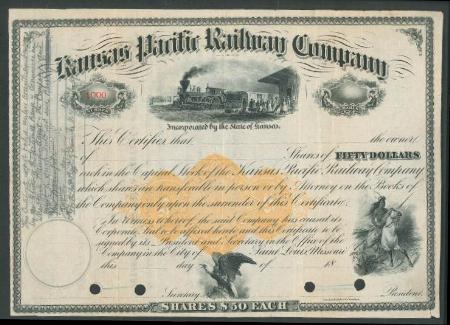 Kansas Pacific Railway Company
1000
Incorporated by the State of Kansas.
This Certifies that the owner
of Shares of FIFTY DOLLARS
each in the Capital Stock of the Kansas Pacific Railway Company
which shares are transferable in person or by Attorney on the Books of
the Company only upon the surrender of this Certificate.
In Witness whereof the said Company has caused its
Corporate Seal to be affixed hereto and this Certificate to be
signed by its President and Secretary in the Office of the
Company in the City of Saint Louis, Missouri
this day of 18
Secretary President
SHARES $50 EACH